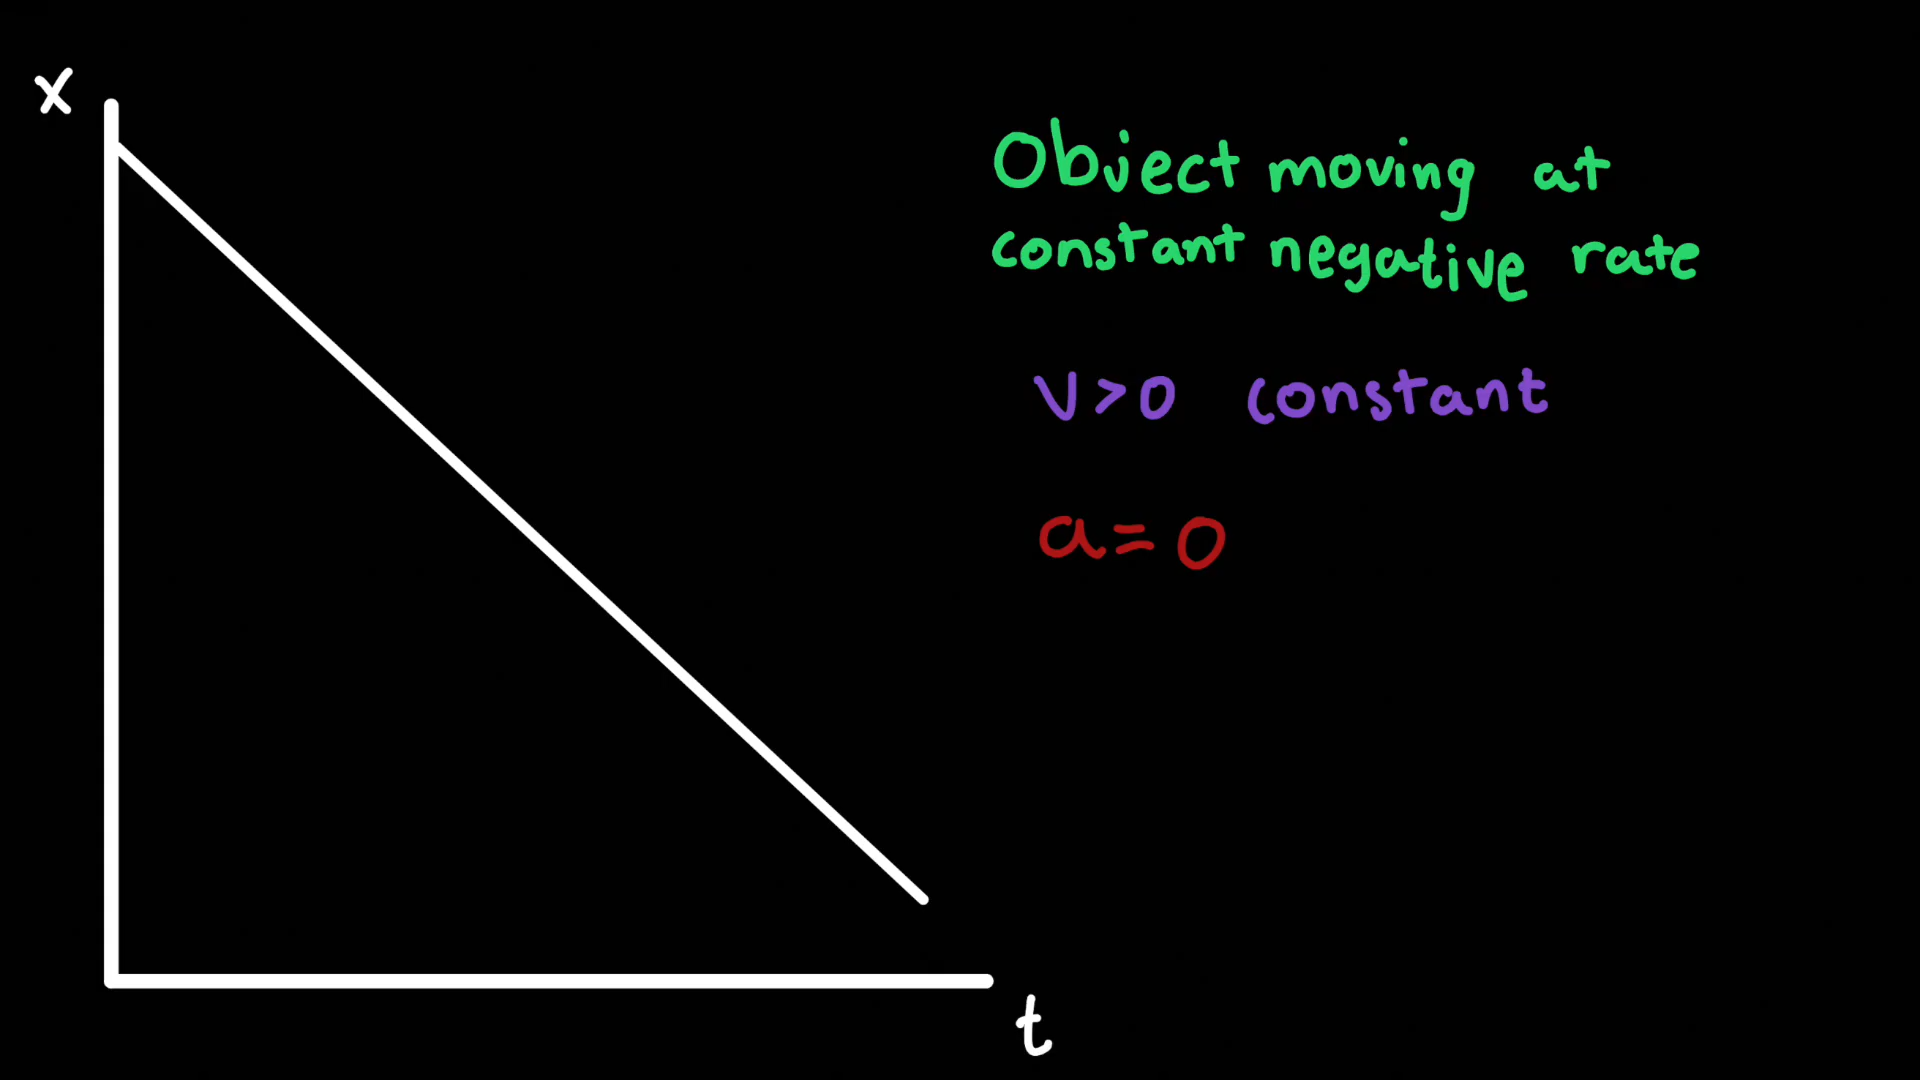 x
Object moving at
constant negative rate
v>0 constant
a=0
t